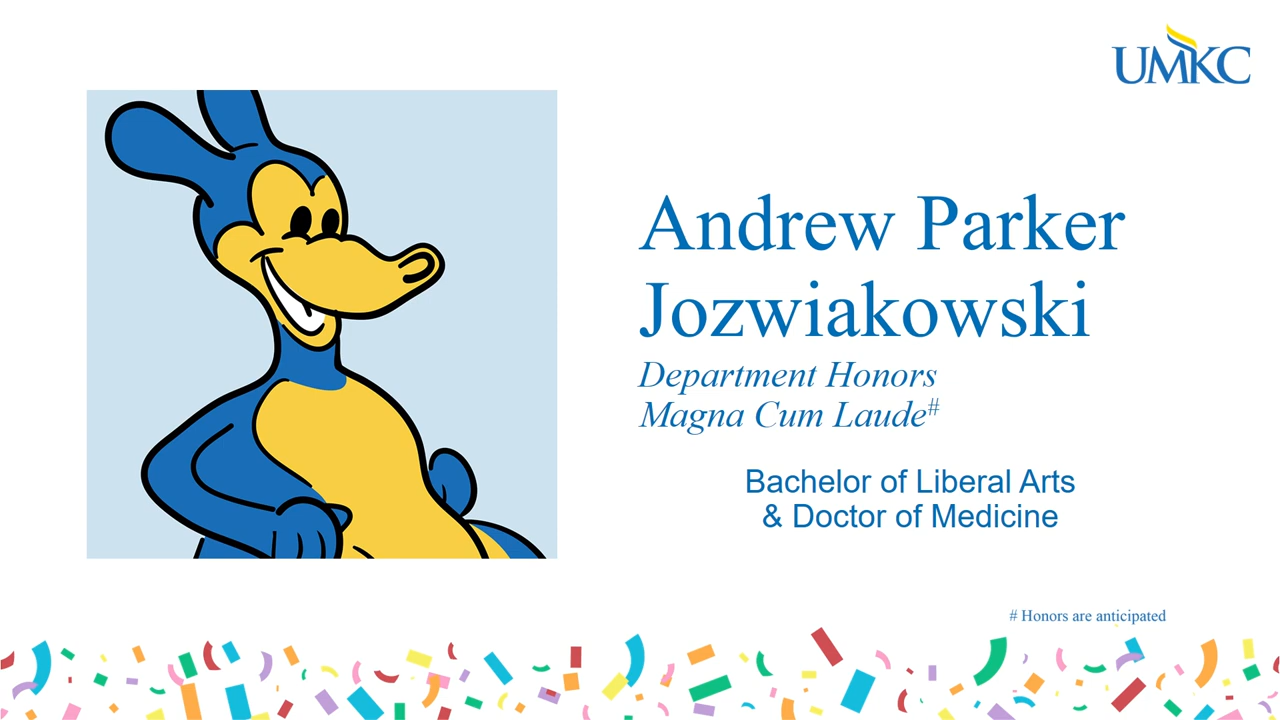 UMKC
Andrew Parker
Jozwiakowski
Department Honors
Magna Cum Laude#
Bachelor of Liberal Arts
& Doctor of Medicine
# Honors are anticipated